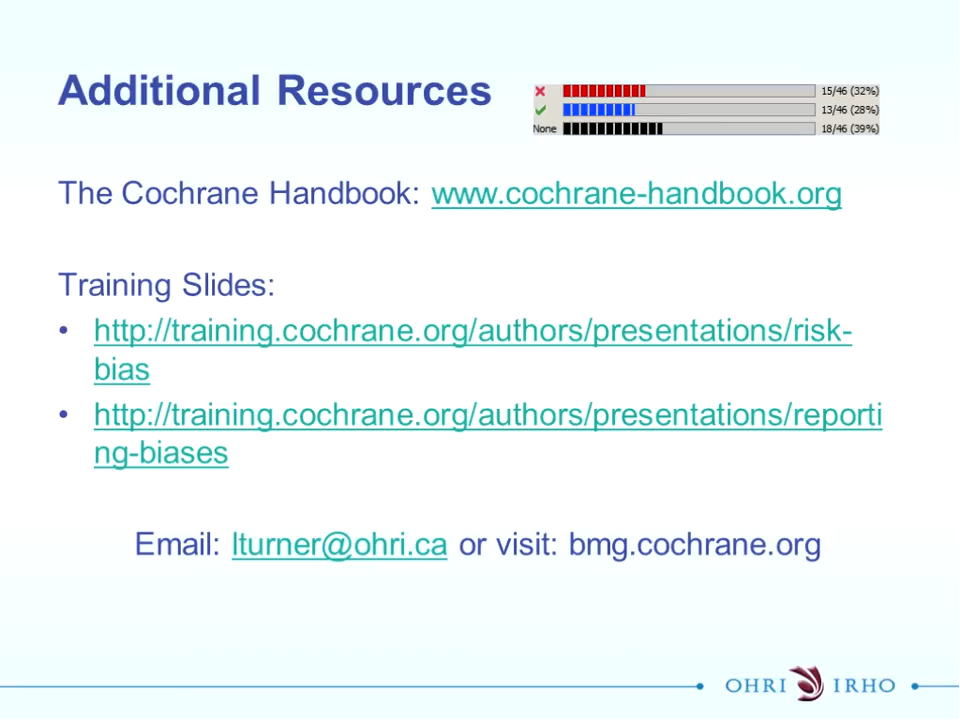 Additional Resources
15/46 (32%)
13/46 (28%)
None 18/46 (39%)
The Cochrane Handbook: www.cochrane-handbook.org
Training Slides:
• http://training.cochrane.org/authors/presentations/risk-
bias
• http://training.cochrane.org/authors/presentations/reporti
ng-biases
Email: lturner@ohri.ca or visit: bmg.cochrane.org
OHRI IRHO